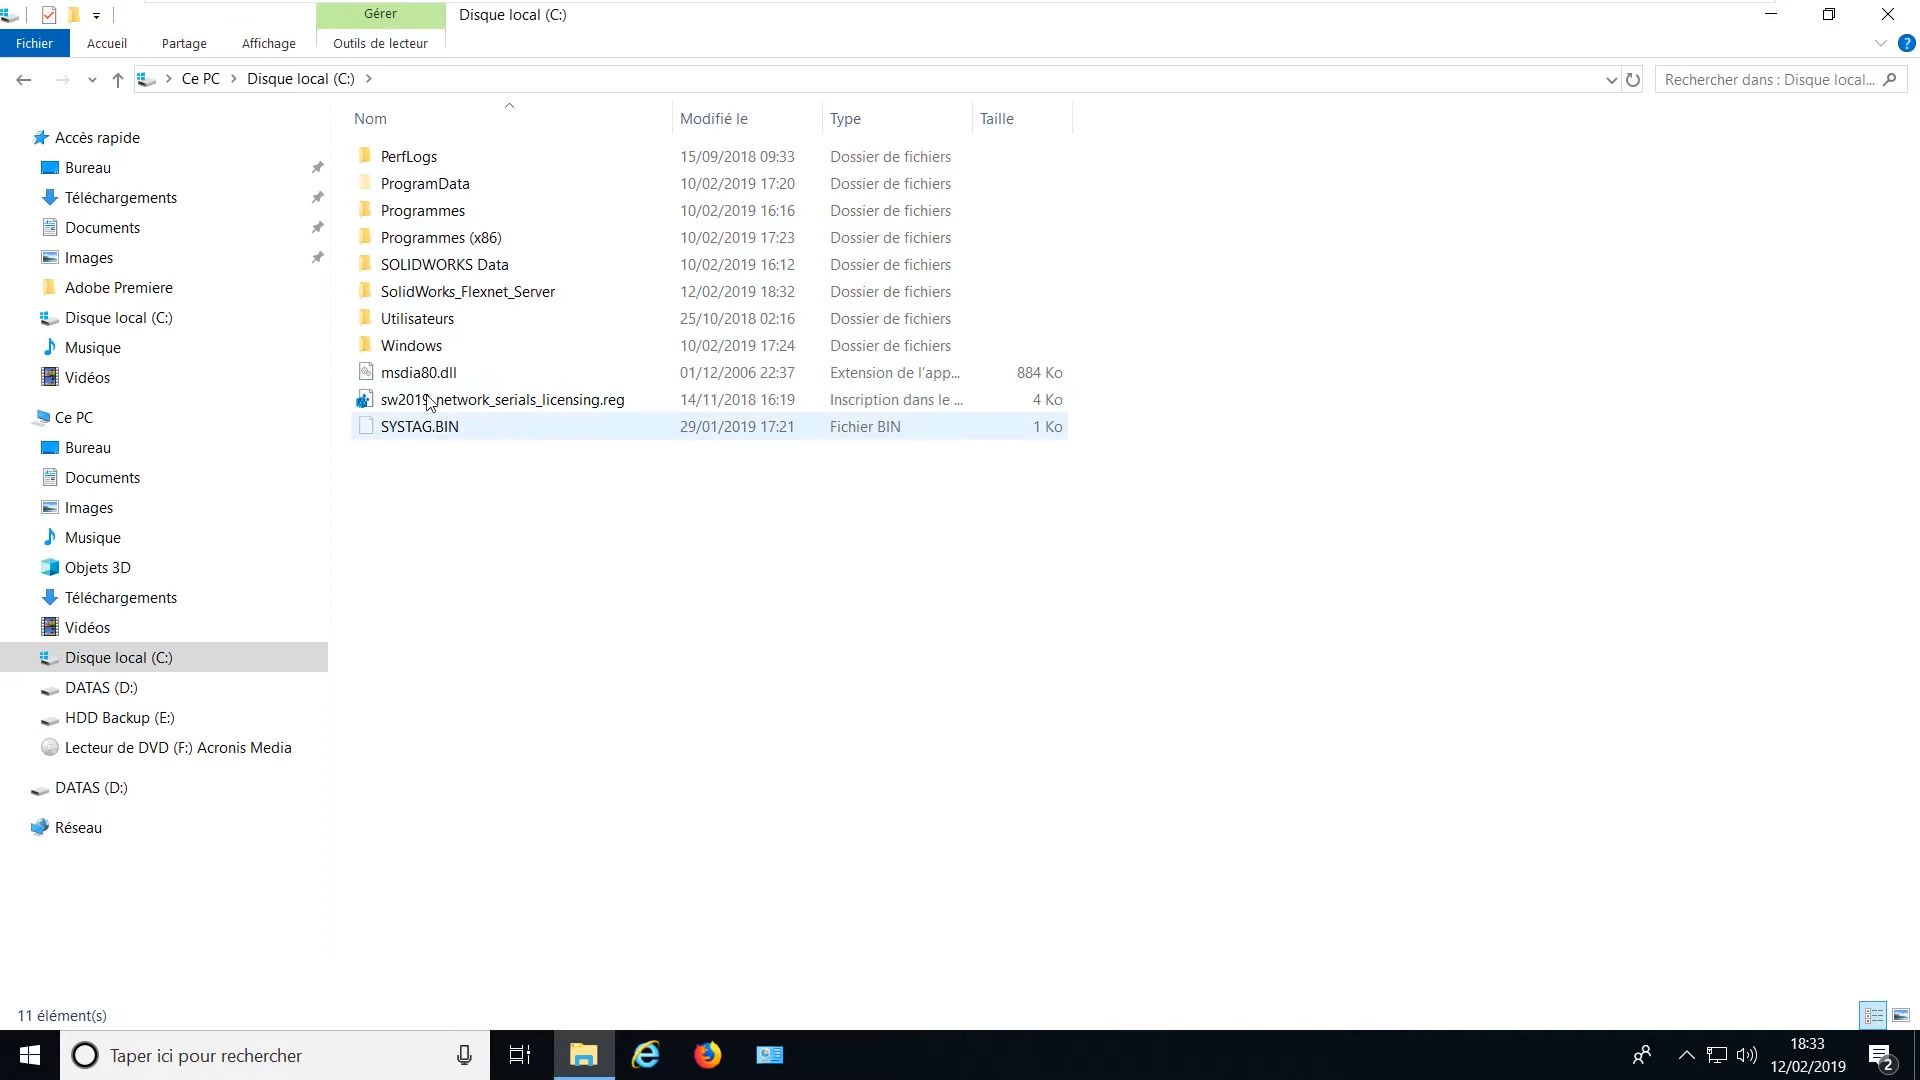 Gérer
Disque local (C:)
Fichier
Accueil
Partage
Affichage
Outils de lecteur
?
Ce PC
Disque local (C:)
Rechercher dans : Disque local...
Nom
Modifié le
Type
Taille
Accès rapide
Bureau
Téléchargements
Documents
Images
Adobe Premiere
Disque local (C:)
Musique
Vidéos
Ce PC
Bureau
Documents
Images
Musique
Objets 3D
Téléchargements
Vidéos
Disque local (C:)
DATAS (D:)
HDD Backup (E:)
Lecteur de DVD (F:) Acronis Media
DATAS (D:)
Réseau
PerfLogs 15/09/2018 09:33 Dossier de fichiers
ProgramData 10/02/2019 17:20 Dossier de fichiers
Programmes 10/02/2019 16:16 Dossier de fichiers
Programmes (x86) 10/02/2019 17:23 Dossier de fichiers
SOLIDWORKS Data 10/02/2019 16:12 Dossier de fichiers
SolidWorks_Flexnet_Server 12/02/2019 18:32 Dossier de fichiers
Utilisateurs 25/10/2018 02:16 Dossier de fichiers
Windows 10/02/2019 17:24 Dossier de fichiers
msdia80.dll 01/12/2006 22:37 Extension de l'app... 884 Ko
sw2019_network_serials_licensing.reg 14/11/2018 16:19 Inscription dans le ... 4 Ko
SYSTAG.BIN 29/01/2019 17:21 Fichier BIN 1 Ko
11 élément(s)
Taper ici pour rechercher
18:33
12/02/2019
2